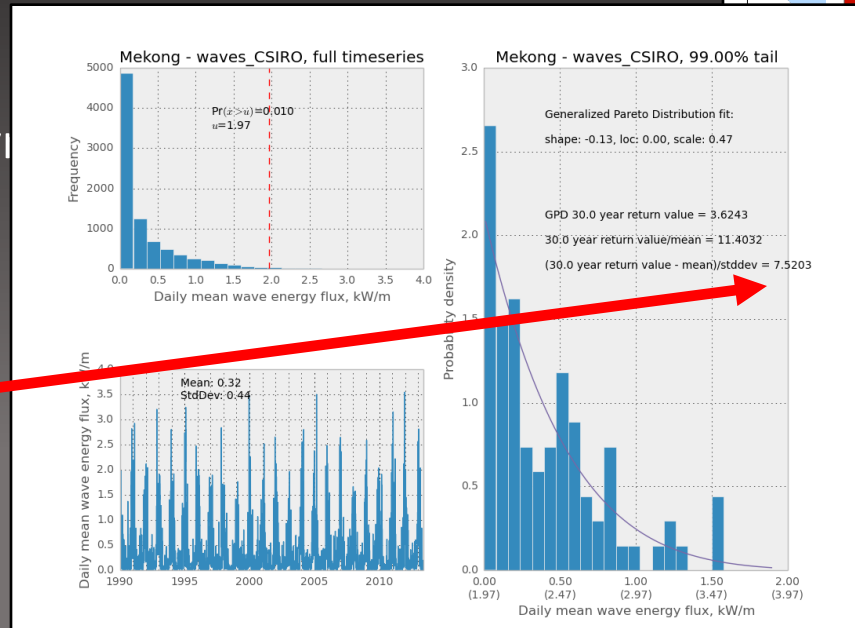 Mekong - waves_CSIRO, full timeseries
5000
4000
3000
2000
1000
0
Frequency
Pr(x>u)=0.010
u=1.97
0.0 0.5 1.0 1.5 2.0 2.5 3.0 3.5 4.0
Daily mean wave energy flux, kW/m
4.0
3.5
3.0
2.5
2.0
1.5
1.0
0.5
0.0
Daily mean wave energy flux, kW/m
Mean: 0.32
StdDev: 0.44
1990 1995 2000 2005 2010
Mekong - waves_CSIRO, 99.00% tail
3.0
2.5
2.0
1.5
1.0
0.5
0.0
Probability density
Generalized Pareto Distribution fit:
shape: -0.13, loc: 0.00, scale: 0.47
GPD 30.0 year return value = 3.6243
30.0 year return value/mean = 11.4032
(30.0 year return value - mean)/stddev = 7.5203
0.00 0.50 1.00 1.50 2.00
(1.97) (2.47) (2.97) (3.47) (3.97)
Daily mean wave energy flux, kW/m